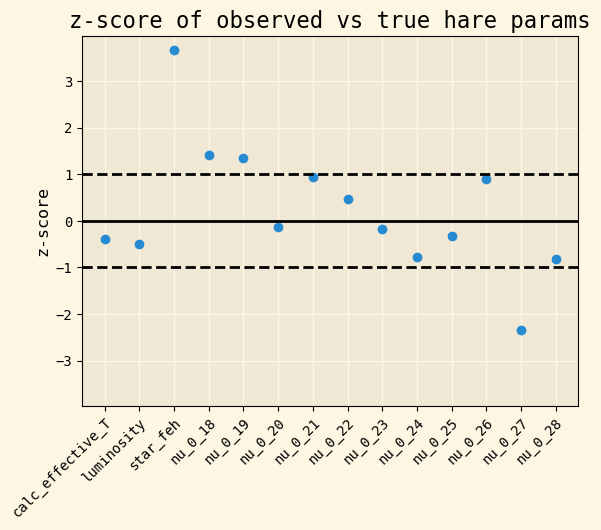 z-score of observed vs true hare params
z-score
3
2
1
0
−1
−2
−3
calc_effective_T
luminosity
star_feh
nu_0_18
nu_0_19
nu_0_20
nu_0_21
nu_0_22
nu_0_23
nu_0_24
nu_0_25
nu_0_26
nu_0_27
nu_0_28